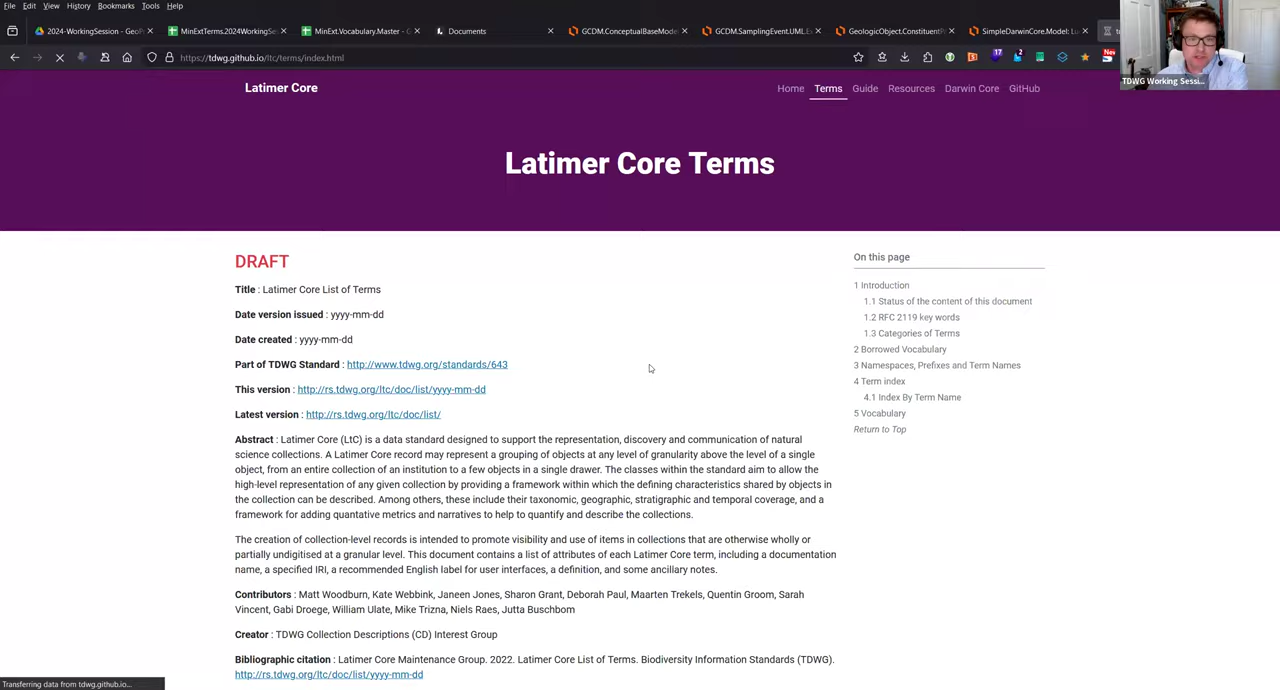 File Edit View History Bookmarks Tools Help
2024-WorkingSession - GeoP
MinExtTerms.2024WorkingSe
MinExt.Vocabulary.Master - G
Documents
GCDM.ConceptualBaseMode
GCDM.SamplingEvent.UML.E
GeologicObject.ConstituentP
SimpleDarwinCore.Model: Lu
https://tdwg.github.io/ltc/terms/index.html
17
2
New
TDWG Working Sessi...
Latimer Core
Home Terms Guide Resources Darwin Core GitHub
Latimer Core Terms
DRAFT
Title : Latimer Core List of Terms
Date version issued : yyyy-mm-dd
Date created : yyyy-mm-dd
Part of TDWG Standard : http://www.tdwg.org/standards/643
This version : http://rs.tdwg.org/ltc/doc/list/yyyy-mm-dd
Latest version : http://rs.tdwg.org/ltc/doc/list/
Abstract : Latimer Core (LtC) is a data standard designed to support the representation, discovery and communication of natural
science collections. A Latimer Core record may represent a grouping of objects at any level of granularity above the level of a single
object, from an entire collection of an institution to a few objects in a single drawer. The classes within the standard aim to allow the
high-level representation of any given collection by providing a framework within which the defining characteristics shared by objects in
the collection can be described. Among others, these include their taxonomic, geographic, stratigraphic and temporal coverage, and a
framework for adding quantative metrics and narratives to help to quantify and describe the collections.
The creation of collection-level records is intended to promote visibility and use of items in collections that are otherwise wholly or
partially undigitised at a granular level. This document contains a list of attributes of each Latimer Core term, including a documentation
name, a specified IRI, a recommended English label for user interfaces, a definition, and some ancillary notes.
Contributors : Matt Woodburn, Kate Webbink, Janeen Jones, Sharon Grant, Deborah Paul, Maarten Trekels, Quentin Groom, Sarah
Vincent, Gabi Droege, William Ulate, Mike Trizna, Niels Raes, Jutta Buschbom
Creator : TDWG Collection Descriptions (CD) Interest Group
Bibliographic citation : Latimer Core Maintenance Group. 2022. Latimer Core List of Terms. Biodiversity Information Standards (TDWG).
http://rs.tdwg.org/ltc/doc/list/yyyy-mm-dd
On this page
1 Introduction
1.1 Status of the content of this document
1.2 RFC 2119 key words
1.3 Categories of Terms
2 Borrowed Vocabulary
3 Namespaces, Prefixes and Term Names
4 Term index
4.1 Index By Term Name
5 Vocabulary
Return to Top
Transferring data from tdwg.github.io...